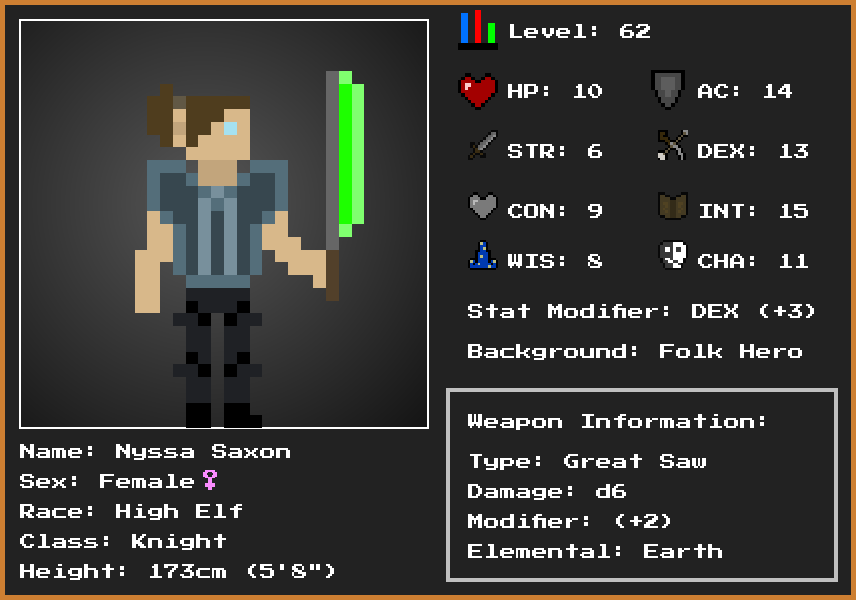 Level: 62
HP: 10 AC: 14
STR: 6 DEX: 13
CON: 9 INT: 15
WIS: 8 CHA: 11
Stat Modifier: DEX (+3)
Background: Folk Hero
Weapon Information:
Type: Great Saw
Damage: d6
Modifier: (+2)
Elemental: Earth
Name: Nyssa Saxon
Sex: Female♀
Race: High Elf
Class: Knight
Height: 173cm (5'8")